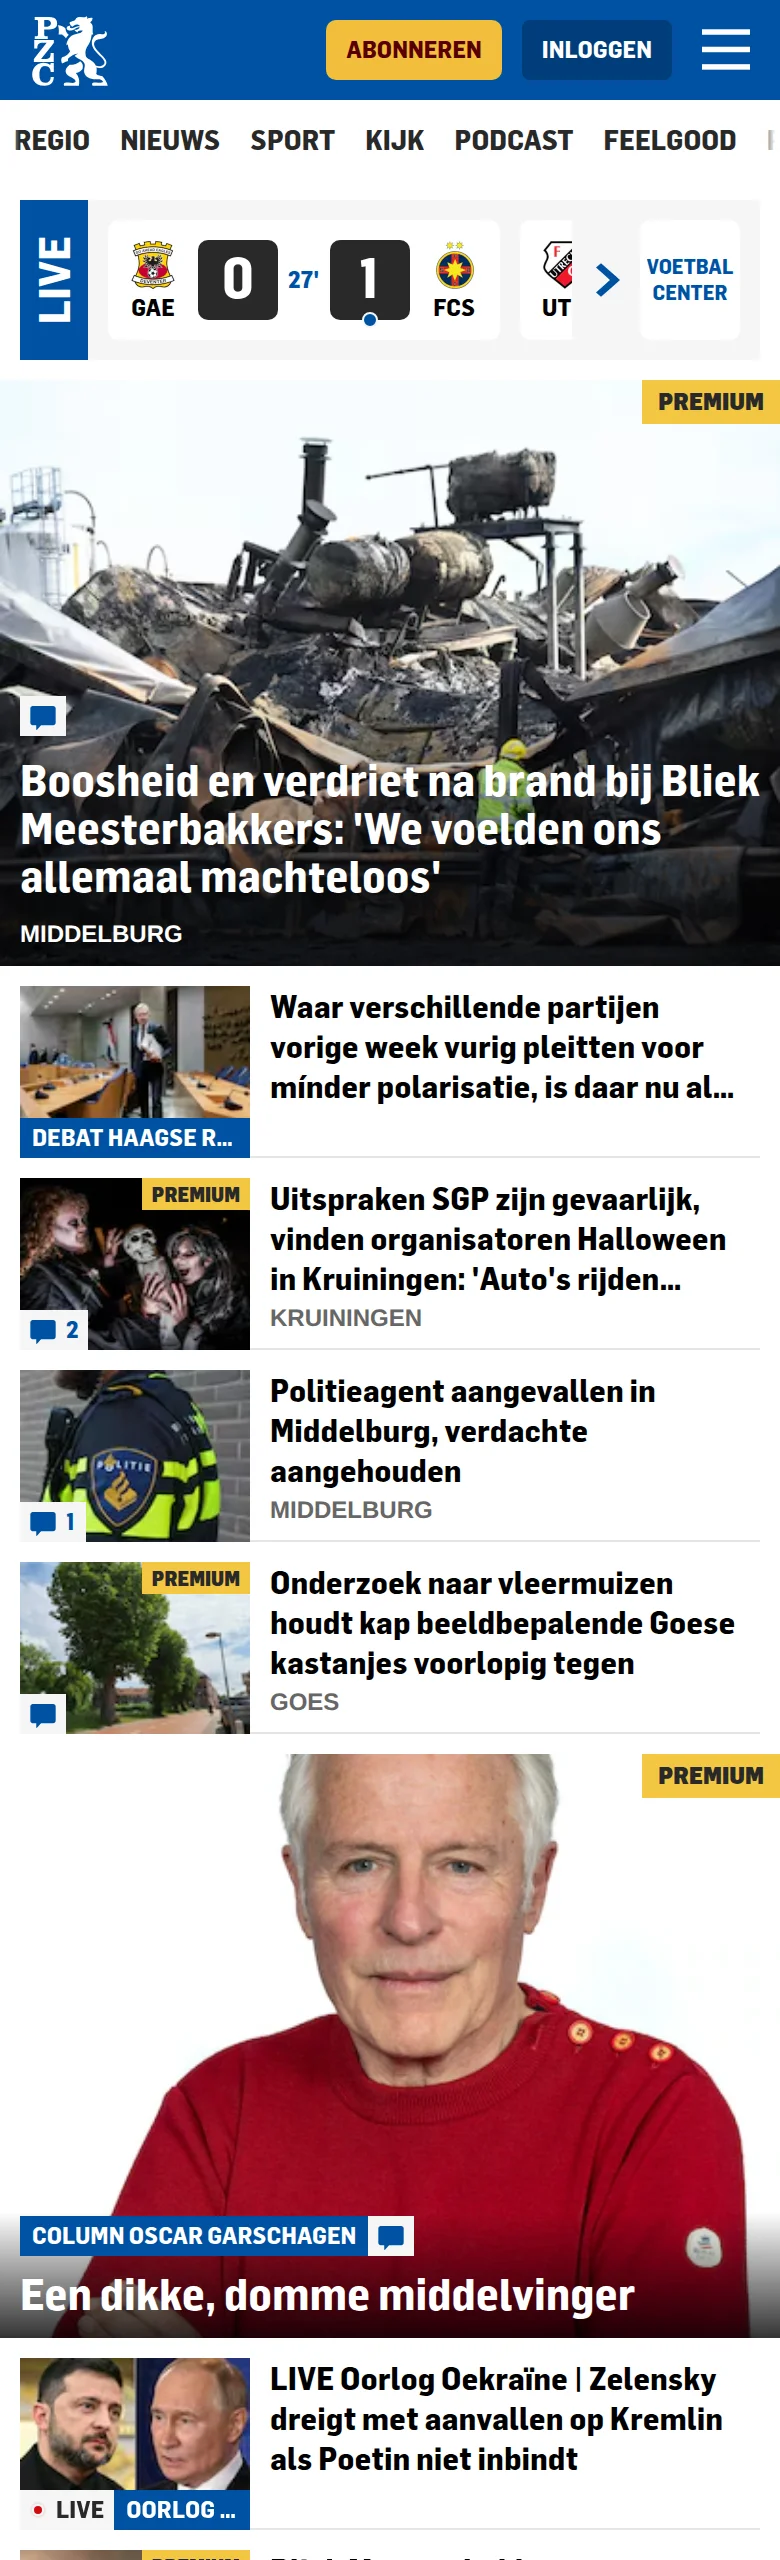 PZC
ABONNEREN
INLOGGEN
REGIO NIEUWS SPORT KIJK PODCAST FEELGOOD
LIVE
GAE
0
27'
1
FCS
UT
VOETBAL
CENTER
PREMIUM
Boosheid en verdriet na brand bij Bliek
Meesterbakkers: 'We voelden ons
allemaal machteloos'
MIDDELBURG
DEBAT HAAGSE R...
Waar verschillende partijen
vorige week vurig pleitten voor
mínder polarisatie, is daar nu al...
PREMIUM
2
Uitspraken SGP zijn gevaarlijk,
vinden organisatoren Halloween
in Kruiningen: 'Auto's rijden...
KRUININGEN
POLITIE
1
Politieagent aangevallen in
Middelburg, verdachte
aangehouden
MIDDELBURG
PREMIUM
Onderzoek naar vleermuizen
houdt kap beeldbepalende Goese
kastanjes voorlopig tegen
GOES
PREMIUM
COLUMN OSCAR GARSCHAGEN
Een dikke, domme middelvinger
LIVE OORLOG ...
LIVE Oorlog Oekraïne | Zelensky
dreigt met aanvallen op Kremlin
als Poetin niet inbindt